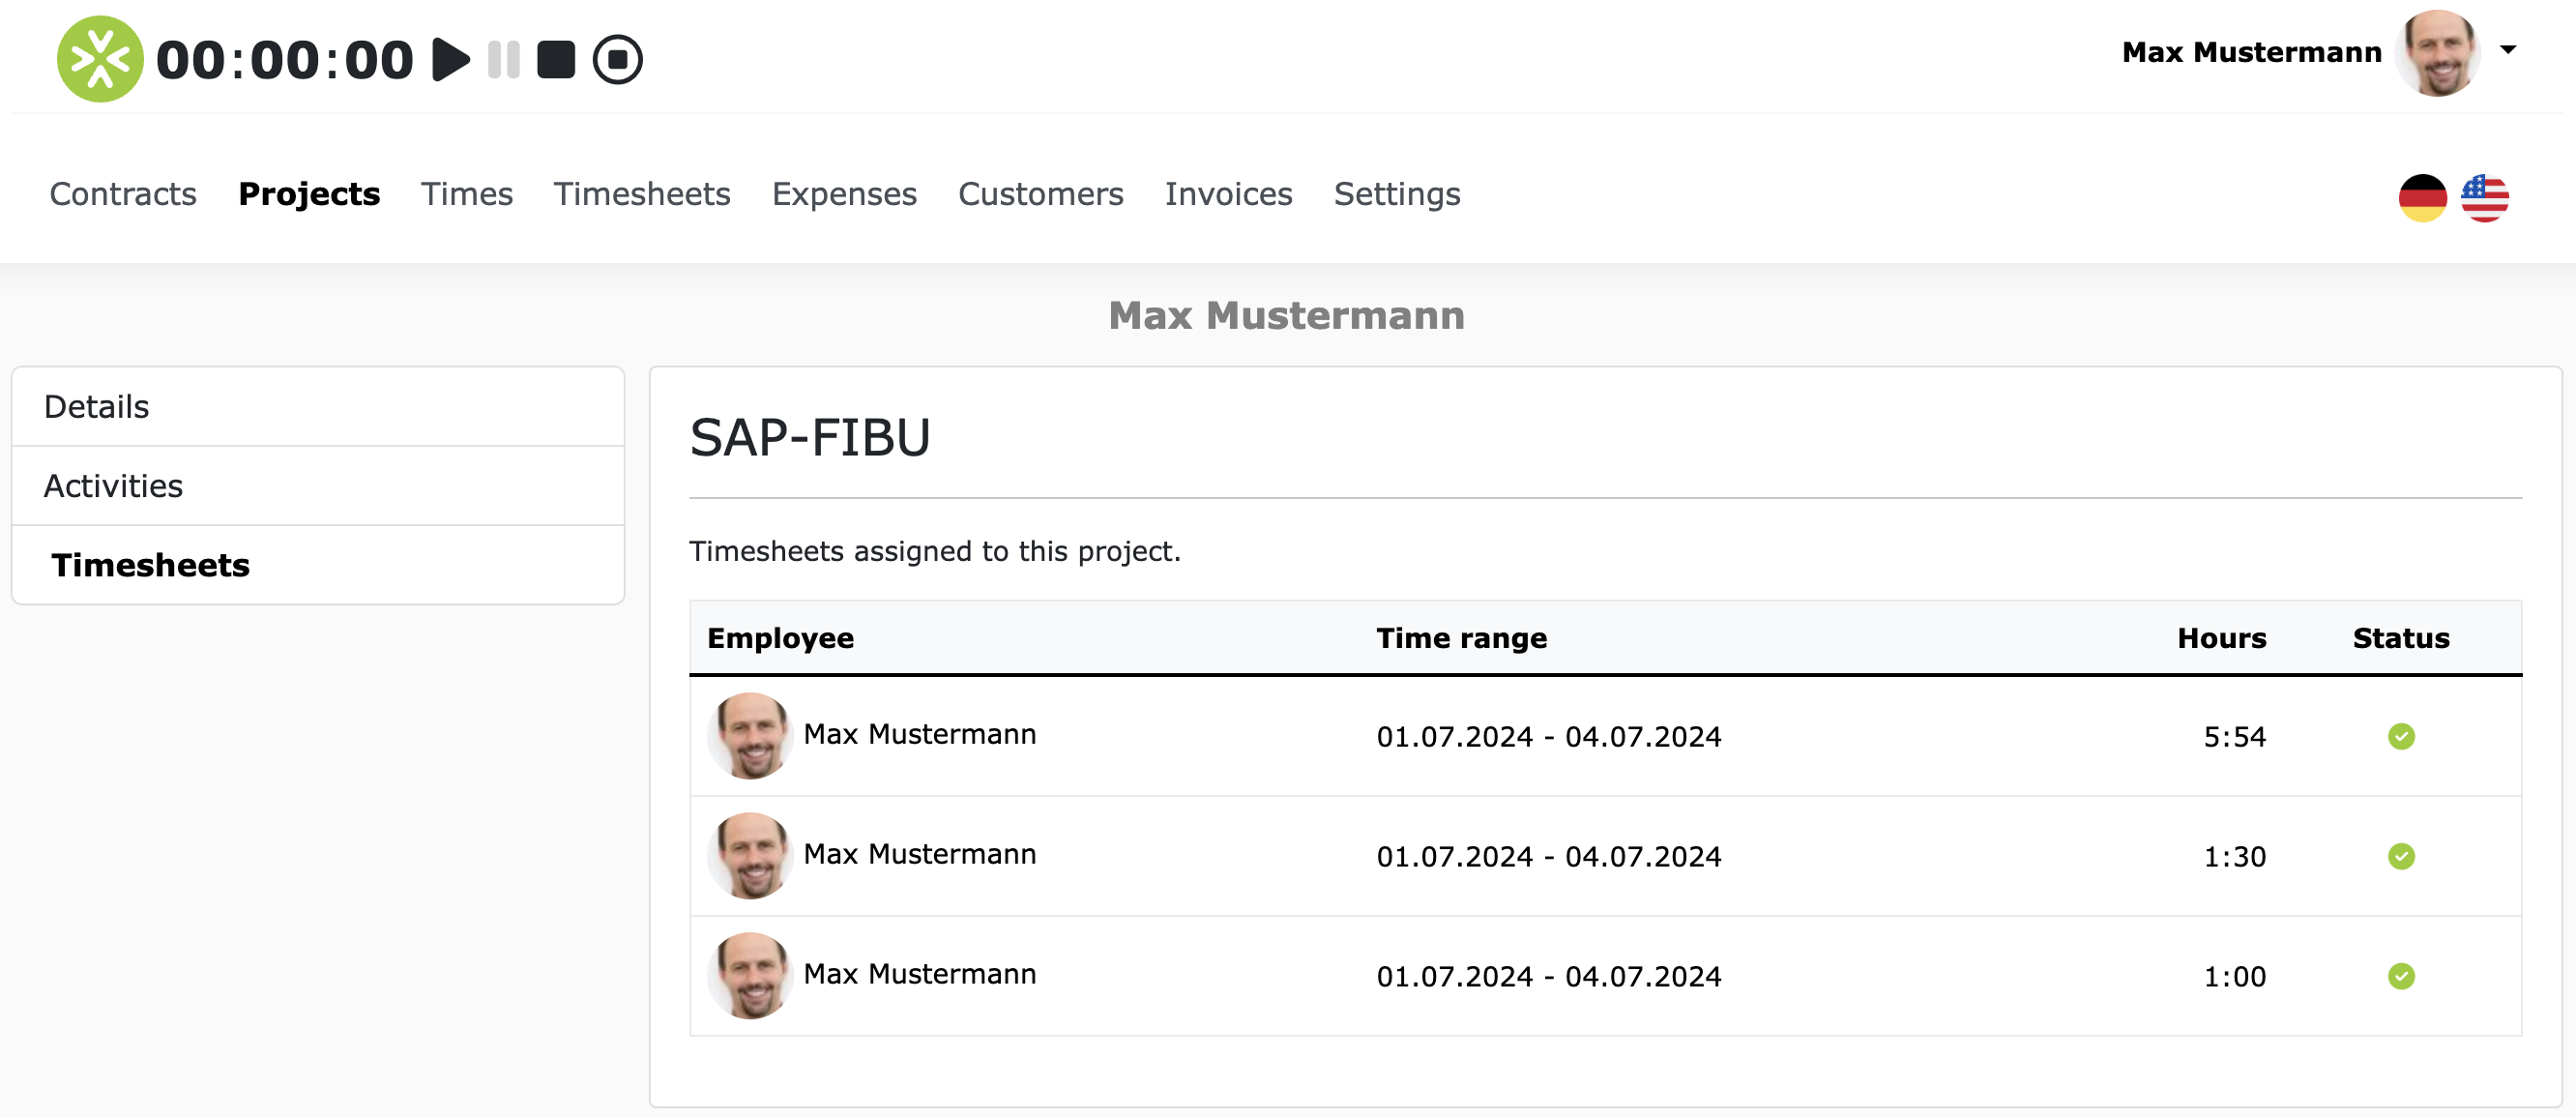 00:00:00
Max Mustermann
Contracts Projects Times Timesheets Expenses Customers Invoices Settings
Max Mustermann
Details
Activities
Timesheets
SAP-FIBU
Timesheets assigned to this project.
Employee Time range Hours Status
Max Mustermann 01.07.2024 - 04.07.2024 5:54
Max Mustermann 01.07.2024 - 04.07.2024 1:30
Max Mustermann 01.07.2024 - 04.07.2024 1:00